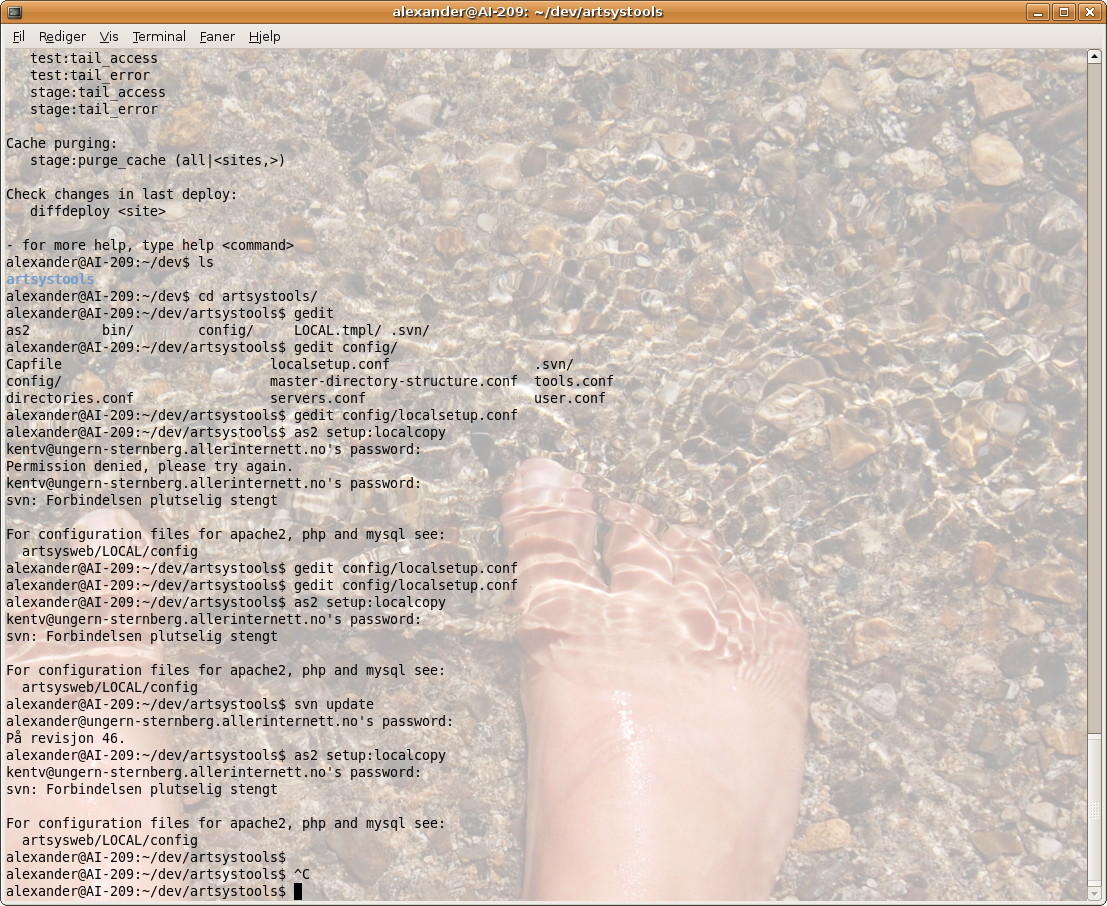 alexander@AI-209: ~/dev/artsystools
Fil Rediger Vis Terminal Faner Hjelp
test:tail_access
test:tail_error
stage:tail_access
stage:tail_error
Cache purging:
stage:purge_cache (all|<sites,>)
Check changes in last deploy:
diffdeploy <site>
- for more help, type help <command>
alexander@AI-209:~/dev$ ls
artsystools
alexander@AI-209:~/dev$ cd artsystools/
alexander@AI-209:~/dev/artsystools$ gedit
as2 bin/ config/ LOCAL.tmpl/ .svn/
alexander@AI-209:~/dev/artsystools$ gedit config/
Capfile localsetup.conf .svn/
config/ master-directory-structure.conf tools.conf
directories.conf servers.conf user.conf
alexander@AI-209:~/dev/artsystools$ gedit config/localsetup.conf
alexander@AI-209:~/dev/artsystools$ as2 setup:localcopy
kentv@ungern-sternberg.allerinternett.no's password:
Permission denied, please try again.
kentv@ungern-sternberg.allerinternett.no's password:
svn: Forbindelsen plutselig stengt
For configuration files for apache2, php and mysql see:
artsysweb/LOCAL/config
alexander@AI-209:~/dev/artsystools$ gedit config/localsetup.conf
alexander@AI-209:~/dev/artsystools$ gedit config/localsetup.conf
alexander@AI-209:~/dev/artsystools$ as2 setup:localcopy
kentv@ungern-sternberg.allerinternett.no's password:
svn: Forbindelsen plutselig stengt
For configuration files for apache2, php and mysql see:
artsysweb/LOCAL/config
alexander@AI-209:~/dev/artsystools$ svn update
alexander@ungern-sternberg.allerinternett.no's password:
På revisjon 46.
alexander@AI-209:~/dev/artsystools$ as2 setup:localcopy
kentv@ungern-sternberg.allerinternett.no's password:
svn: Forbindelsen plutselig stengt
For configuration files for apache2, php and mysql see:
artsysweb/LOCAL/config
alexander@AI-209:~/dev/artsystools$
alexander@AI-209:~/dev/artsystools$ ^C
alexander@AI-209:~/dev/artsystools$